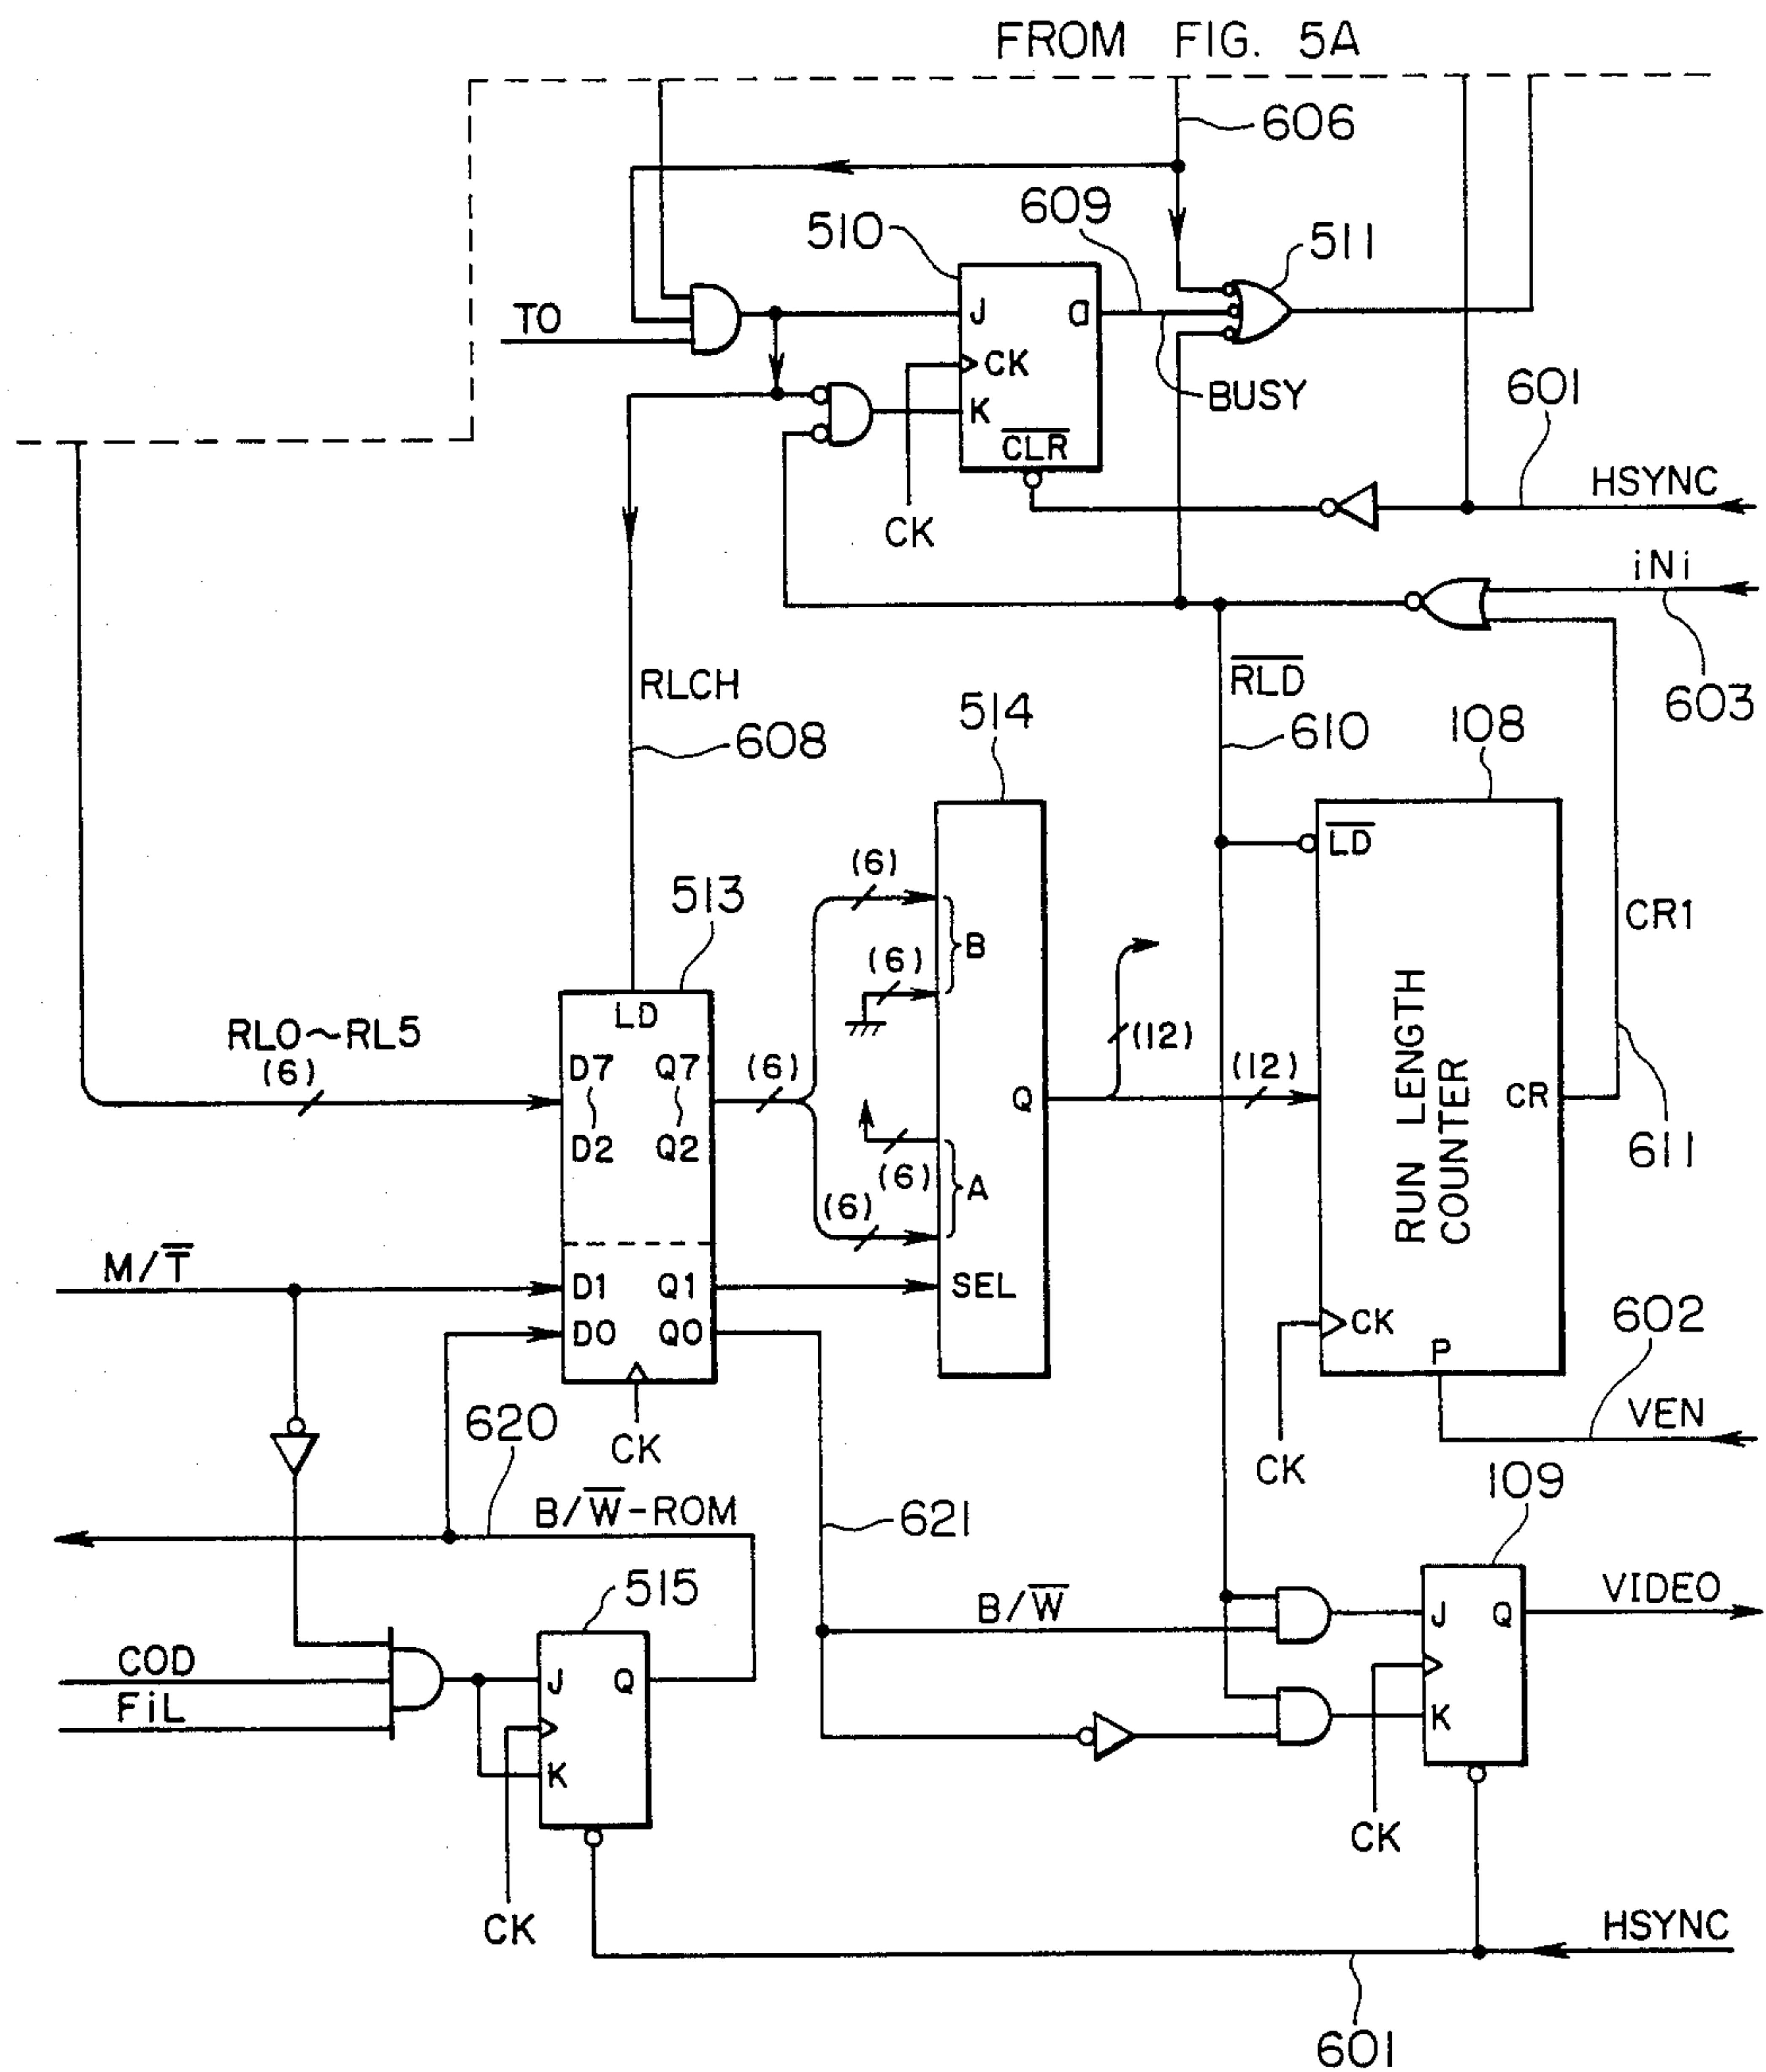 FROM FIG. 5A
606
609
510
511
TO
J
Q
CK
BUSY
K
C̅L̅R̅
601
HSYNC
CK
iNi
RLCH
R̅L̅D̅
603
514
608
610
108
L̅D̅
(6)
513
B
CR1
(6)
LD
RL0~RL5
(12)
(6)
D7
Q7
(6)
(12)
Q
CR
D2
Q2
RUN LENGTH
COUNTER
(6)
A
611
(6)
M/T̅
D1
Q1
SEL
D0
Q0
CK
602
P
620
CK
VEN
CK
B/W̅-ROM
621
109
515
B/W̅
VIDEO
J
Q
COD
J
Q
FiL
K
K
CK
CK
HSYNC
601